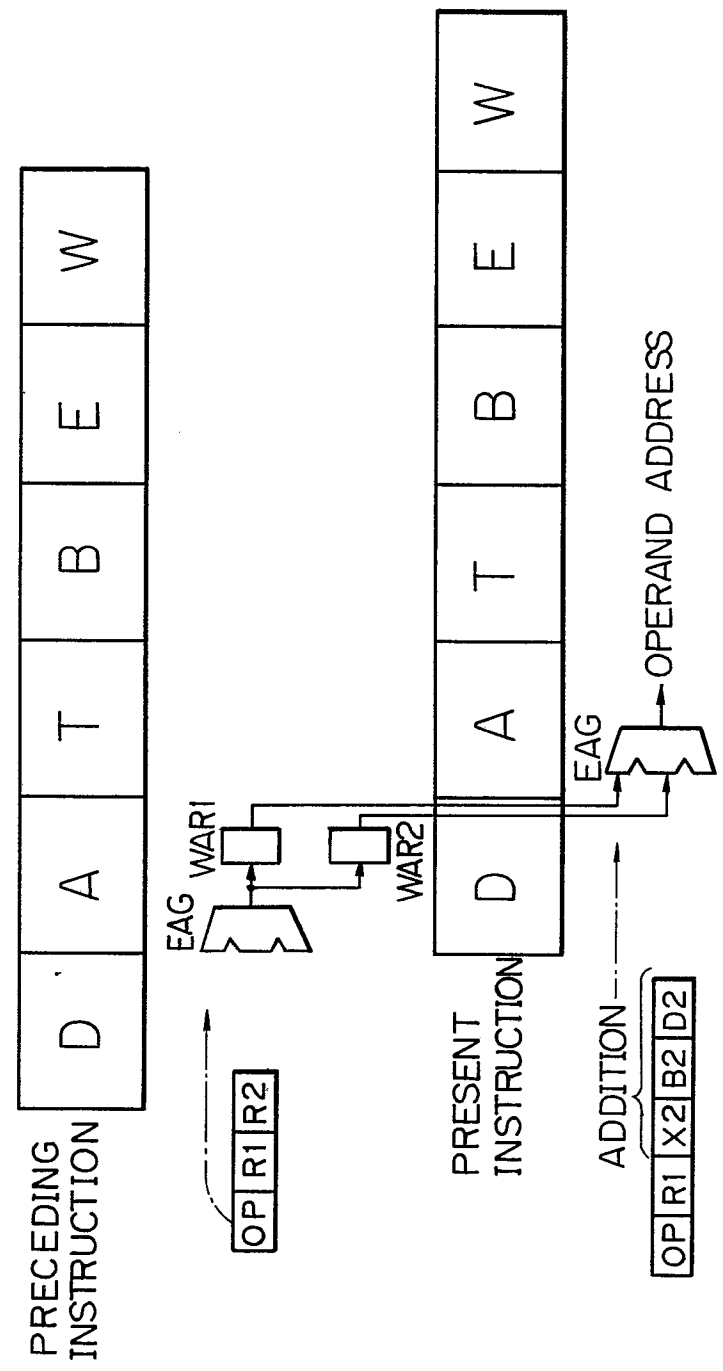 PRECEDING
INSTRUCTION
D A T B E W
OP R1 R2
EAG
WAR1
WAR2
PRESENT
INSTRUCTION
D A T B E W
EAG
ADDITION
OP R1 X2 B2 D2
OPERAND ADDRESS